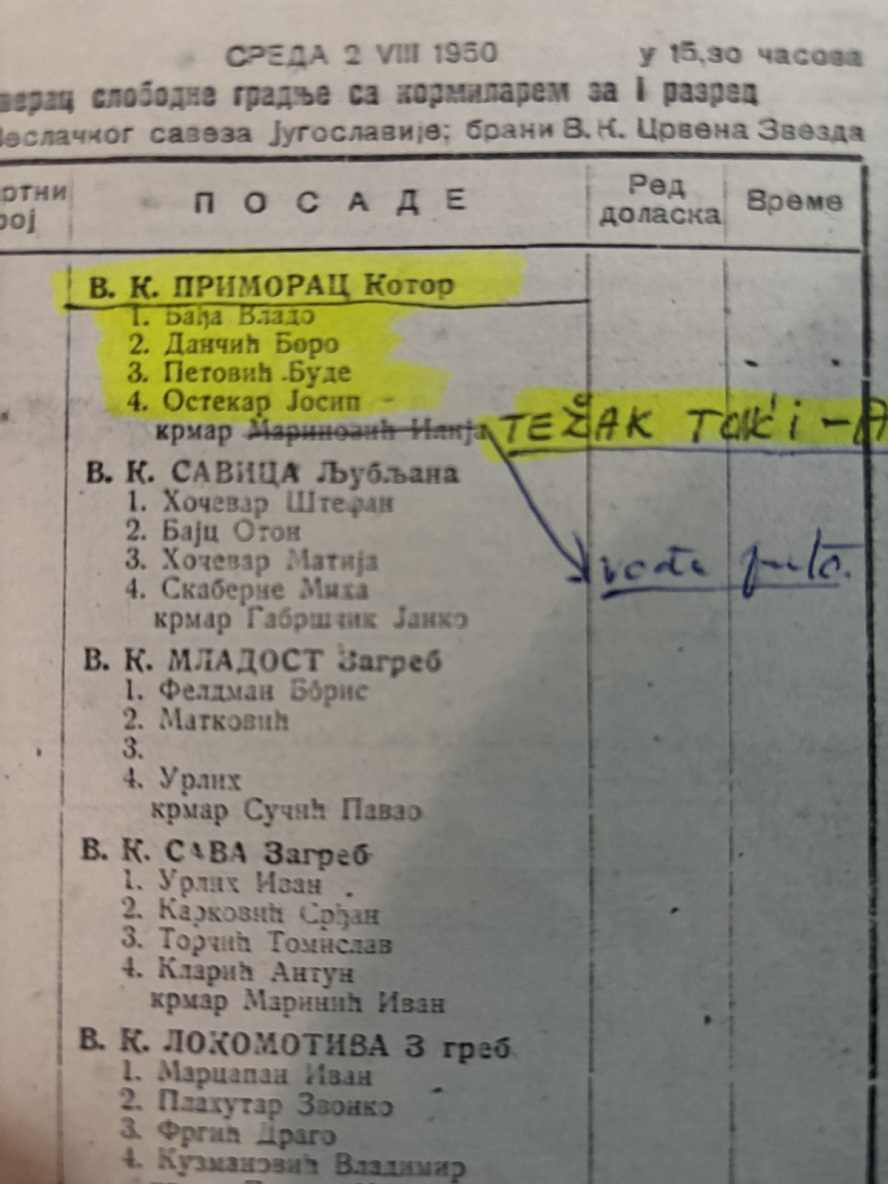 СРЕДА 2 VIII 1950 у 15,30 часова
верац слободне градње са кормиларем за I разред
Веслачког савеза Југославије; брани В. К. Црвена Звезда
ртни рој
ПОСАДЕ
Ред доласка
Време
В. К. ПРИМОРАЦ Котор
1. Бађа Владо
2. Данчић Боро
3. Петовић Буде
4. Остекар Јосип
крмар Мариновић Илија TEŽAK
В. К. САВИЦА Љубљана
1. Хочевар Штефан
2. Бајц Отон
3. Хочевар Матија
4. Скаберне Миха
крмар Габршчик Јанко
В. К. МЛАДОСТ Загреб
1. Фелдман Борис
2. Матковић
3.
4. Урлих
крмар Сучић Павао
В. К. САВА Загреб
1. Урлих Иван
2. Карковић Срђан
3. Торчић Томислав
4. Кларић Антун
крмар Маринић Иван
В. К. ЛОКОМОТИВА З греб
1. Марцапан Иван
2. Плахутар Звонко
3. Фргић Драго
4. Кузмановић Владимир